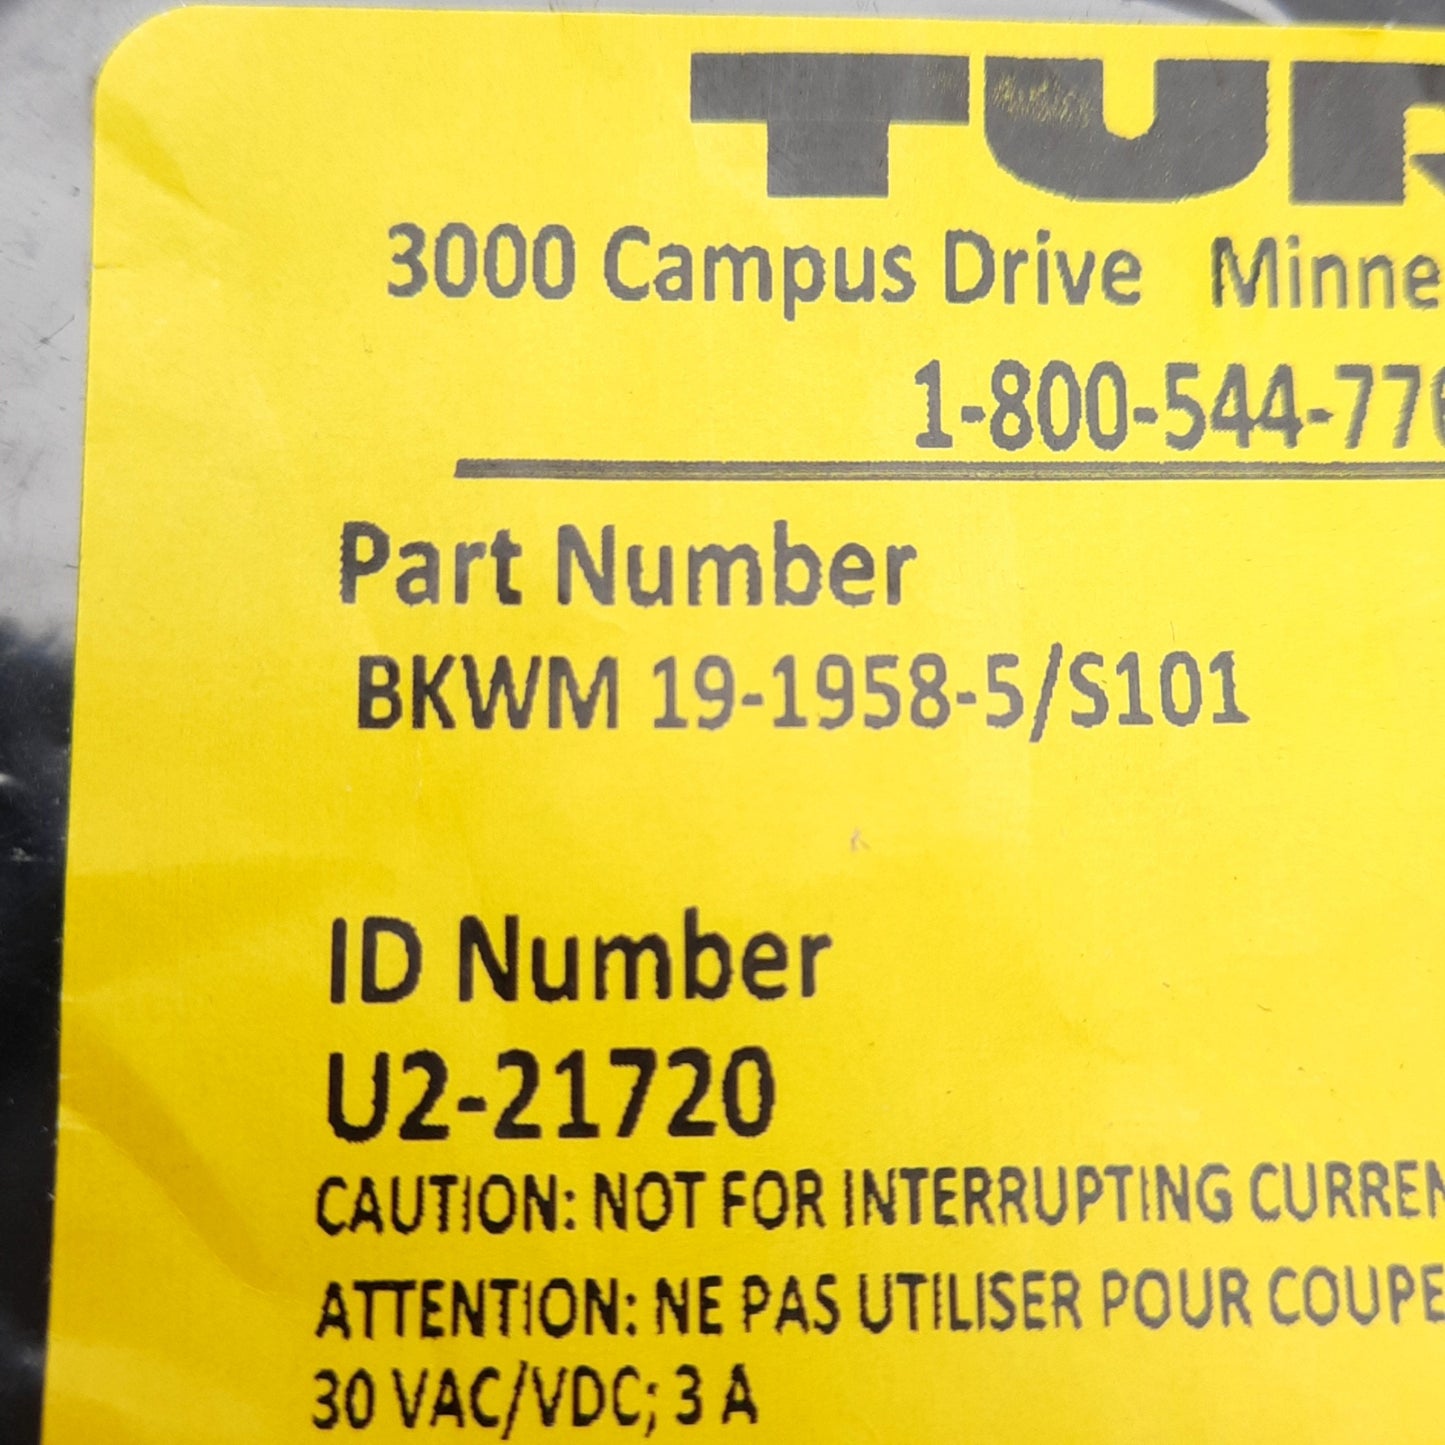 TUR
3000 Campus Drive Minne
1-800-544-776
Part Number
BKWM 19-1958-5/S101
ID Number
U2-21720
CAUTION: NOT FOR INTERRUPTING CURREN
ATTENTION: NE PAS UTILISER POUR COUPE
30 VAC/VDC; 3 A